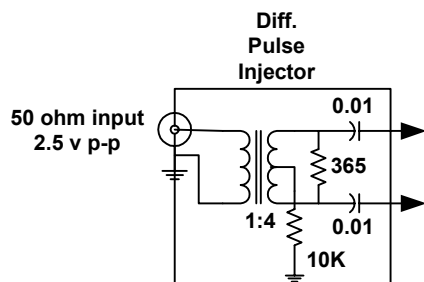 Diff.
Pulse
Injector
50 ohm input
2.5 v p-p
0.01
365
0.01
1:4
10K